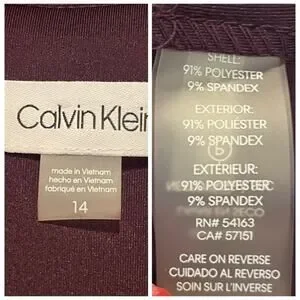 Calvin Klein
made in Vietnam
hecho en Vietnam
fabriqué en Vietnam
14
SHELL:
91% POLYESTER
9% SPANDEX
EXTERIOR:
91% POLIÉSTER
9% SPANDEX
EXTÉRIEUR:
91% POLYESTER
9% SPANDEX
RN# 54163
CA# 57151
CARE ON REVERSE
CUIDADO AL REVERSO
SOIN SUR L'INVERSE